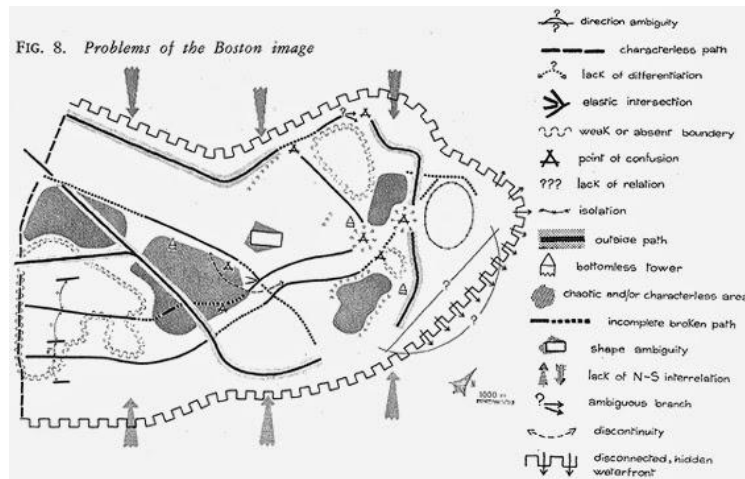 FIG. 8. Problems of the Boston image
direction ambiguity
characterless path
lack of differentiation
elastic intersection
weak or absent boundery
point of confusion
??? lack of relation
isolation
outside path
bottomless tower
chaotic and/or characterless area
incomplete broken path
shape ambiguity
lack of N-S interrelation
ambiguous branch
discontinuity
disconnected, hidden
waterfront
1000